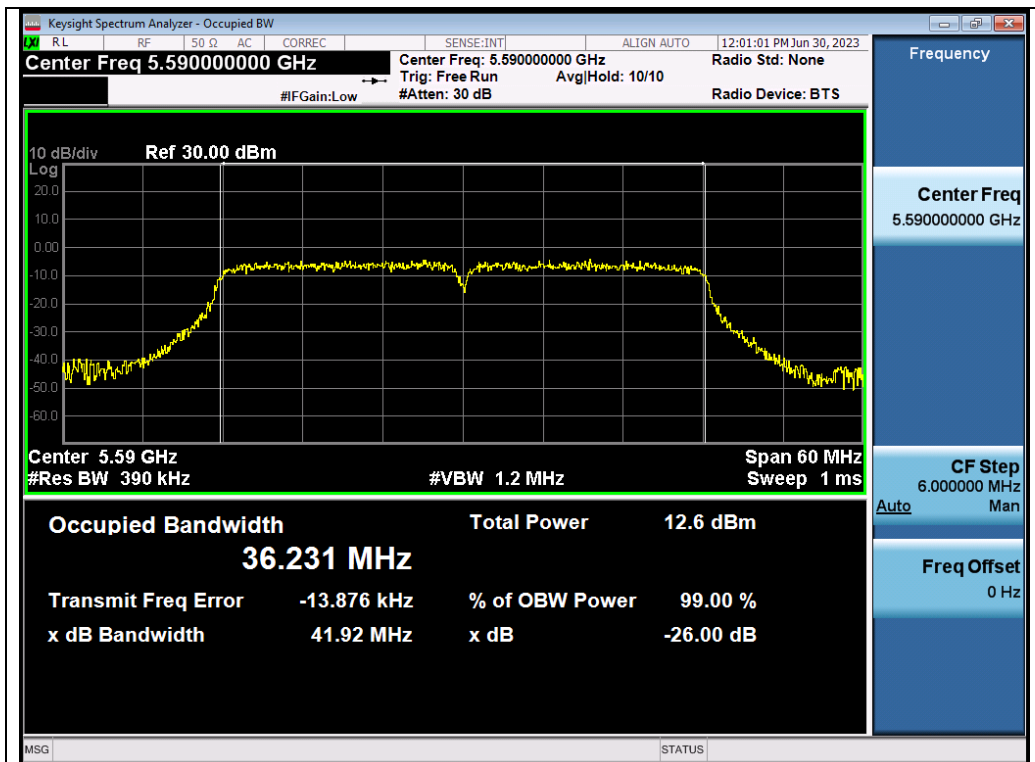 Keysight Spectrum Analyzer - Occupied BW
LXI RL RF 50 Ω AC CORREC SENSE:INT ALIGN AUTO 12:01:01 PM Jun 30, 2023
Center Freq 5.590000000 GHz
Center Freq: 5.590000000 GHz
Radio Std: None
Trig: Free Run Avg|Hold: 10/10
#IFGain:Low
#Atten: 30 dB
Radio Device: BTS
10 dB/div Ref 30.00 dBm
Log
20.0
10.0
0.00
-10.0
-20.0
-30.0
-40.0
-50.0
-60.0
Center 5.59 GHz Span 60 MHz
#Res BW 390 kHz #VBW 1.2 MHz Sweep 1 ms
Occupied Bandwidth Total Power 12.6 dBm
36.231 MHz
Transmit Freq Error -13.876 kHz % of OBW Power 99.00 %
x dB Bandwidth 41.92 MHz x dB -26.00 dB
Frequency
Center Freq
5.590000000 GHz
CF Step
6.000000 MHz
Auto Man
Freq Offset
0 Hz
MSG STATUS